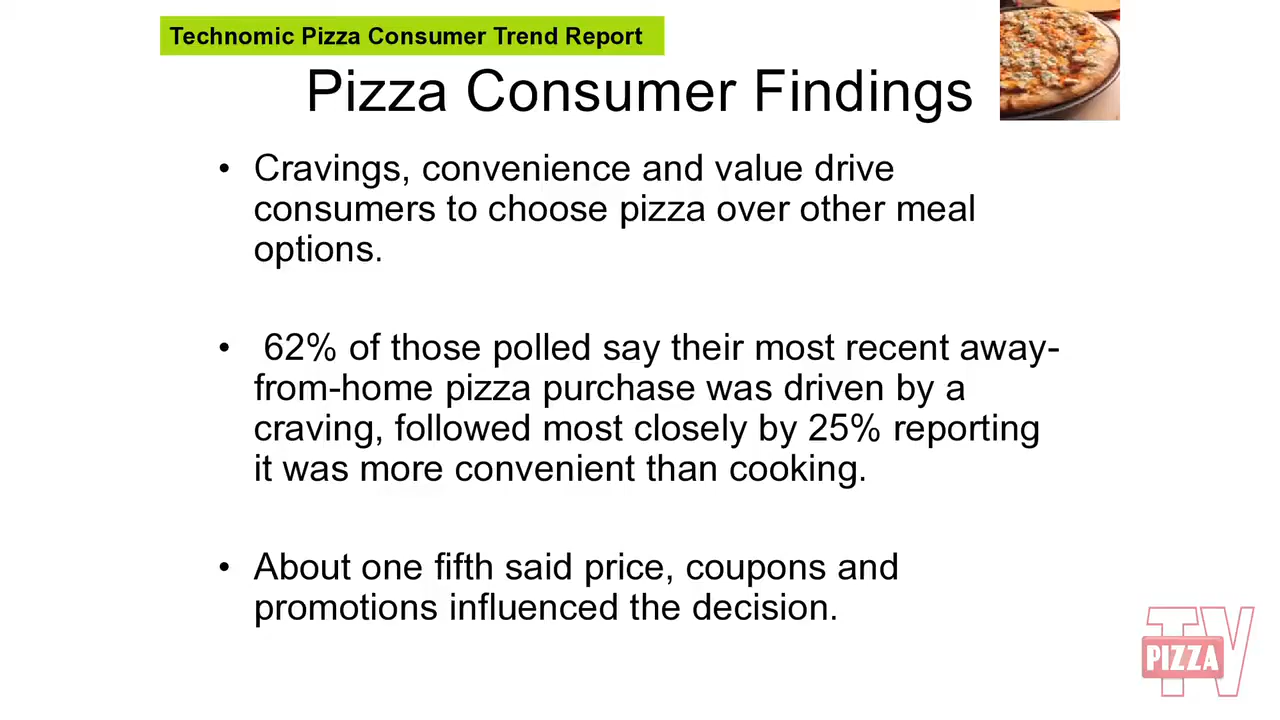 Technomic Pizza Consumer Trend Report
Pizza Consumer Findings
• Cravings, convenience and value drive
consumers to choose pizza over other meal
options.
• 62% of those polled say their most recent away-
from-home pizza purchase was driven by a
craving, followed most closely by 25% reporting
it was more convenient than cooking.
• About one fifth said price, coupons and
promotions influenced the decision.
TV
PIZZA